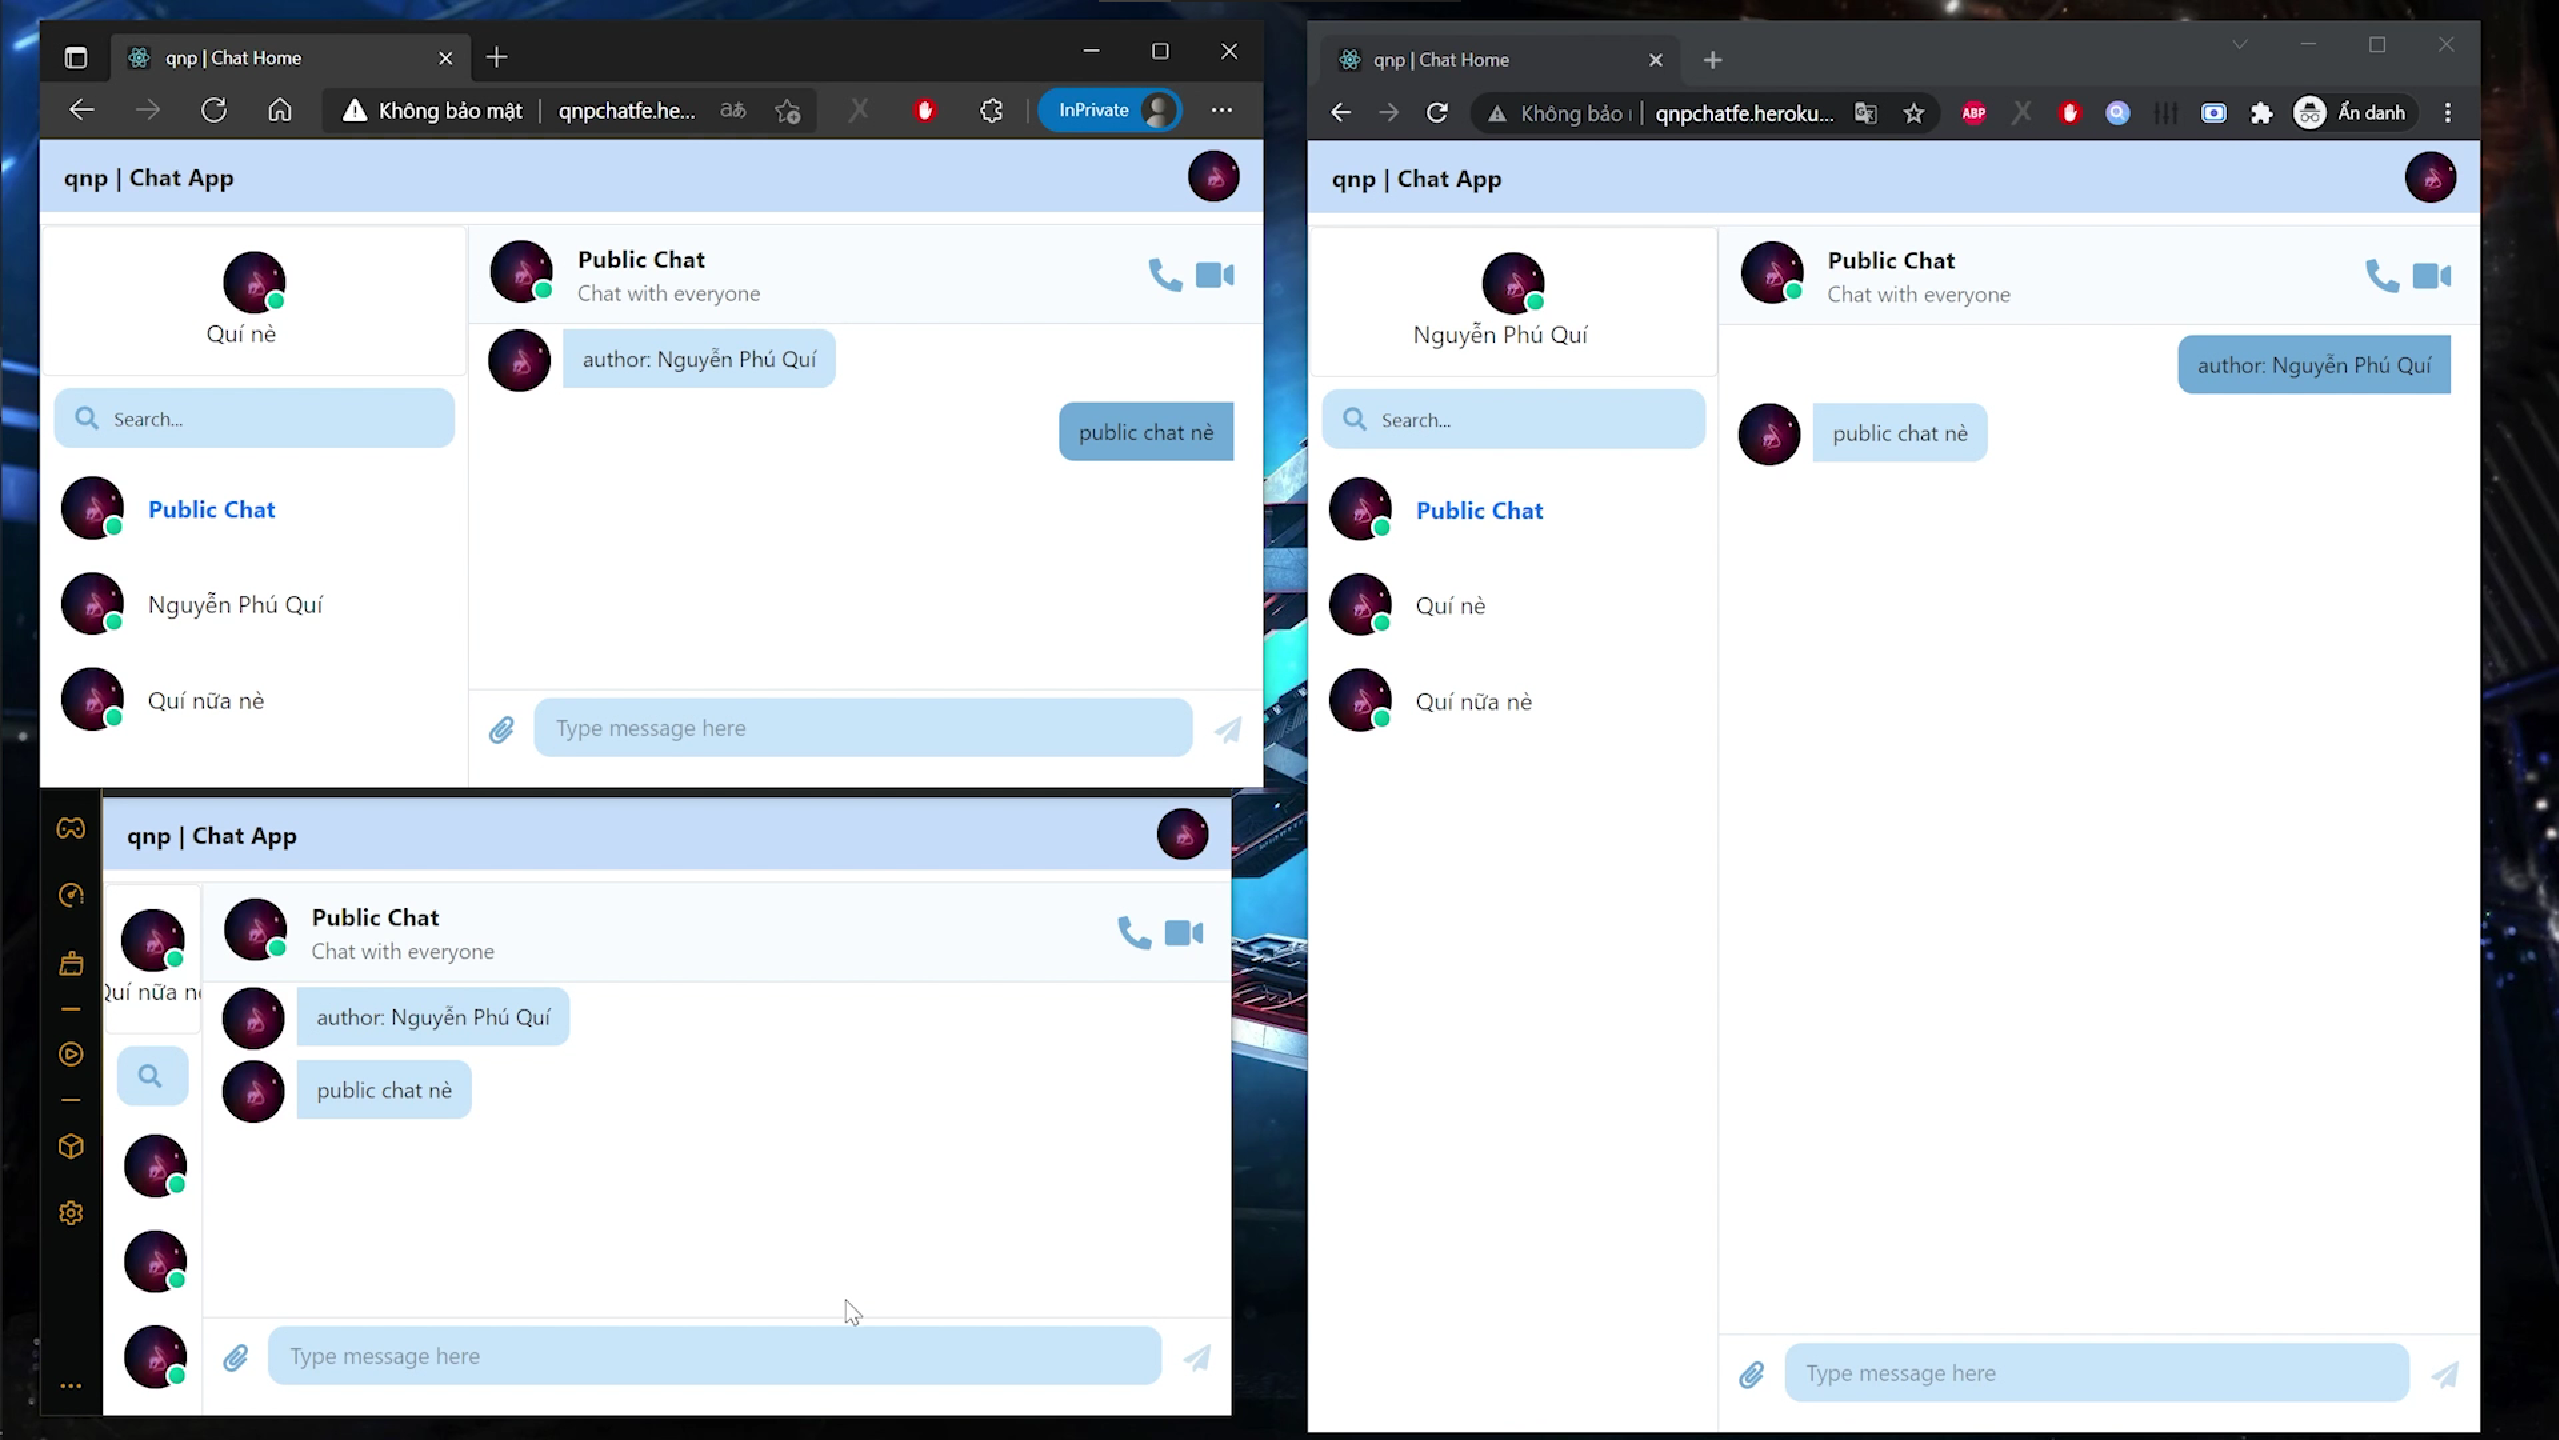 qnp | Chat Home
Không bảo mật
qnpchatfe.he...
InPrivate
qnp | Chat App
Quí nè
Search...
Public Chat
Nguyễn Phú Quí
Quí nữa nè
Public Chat
Chat with everyone
author: Nguyễn Phú Quí
public chat nè
Type message here
qnp | Chat App
Quí nữa nè
Public Chat
Chat with everyone
author: Nguyễn Phú Quí
public chat nè
Type message here
qnp | Chat Home
Không bảo
qnpchatfe.heroku...
ABP
Ẩn danh
qnp | Chat App
Nguyễn Phú Quí
Search...
Public Chat
Quí nè
Quí nữa nè
Public Chat
Chat with everyone
author: Nguyễn Phú Quí
public chat nè
Type message here